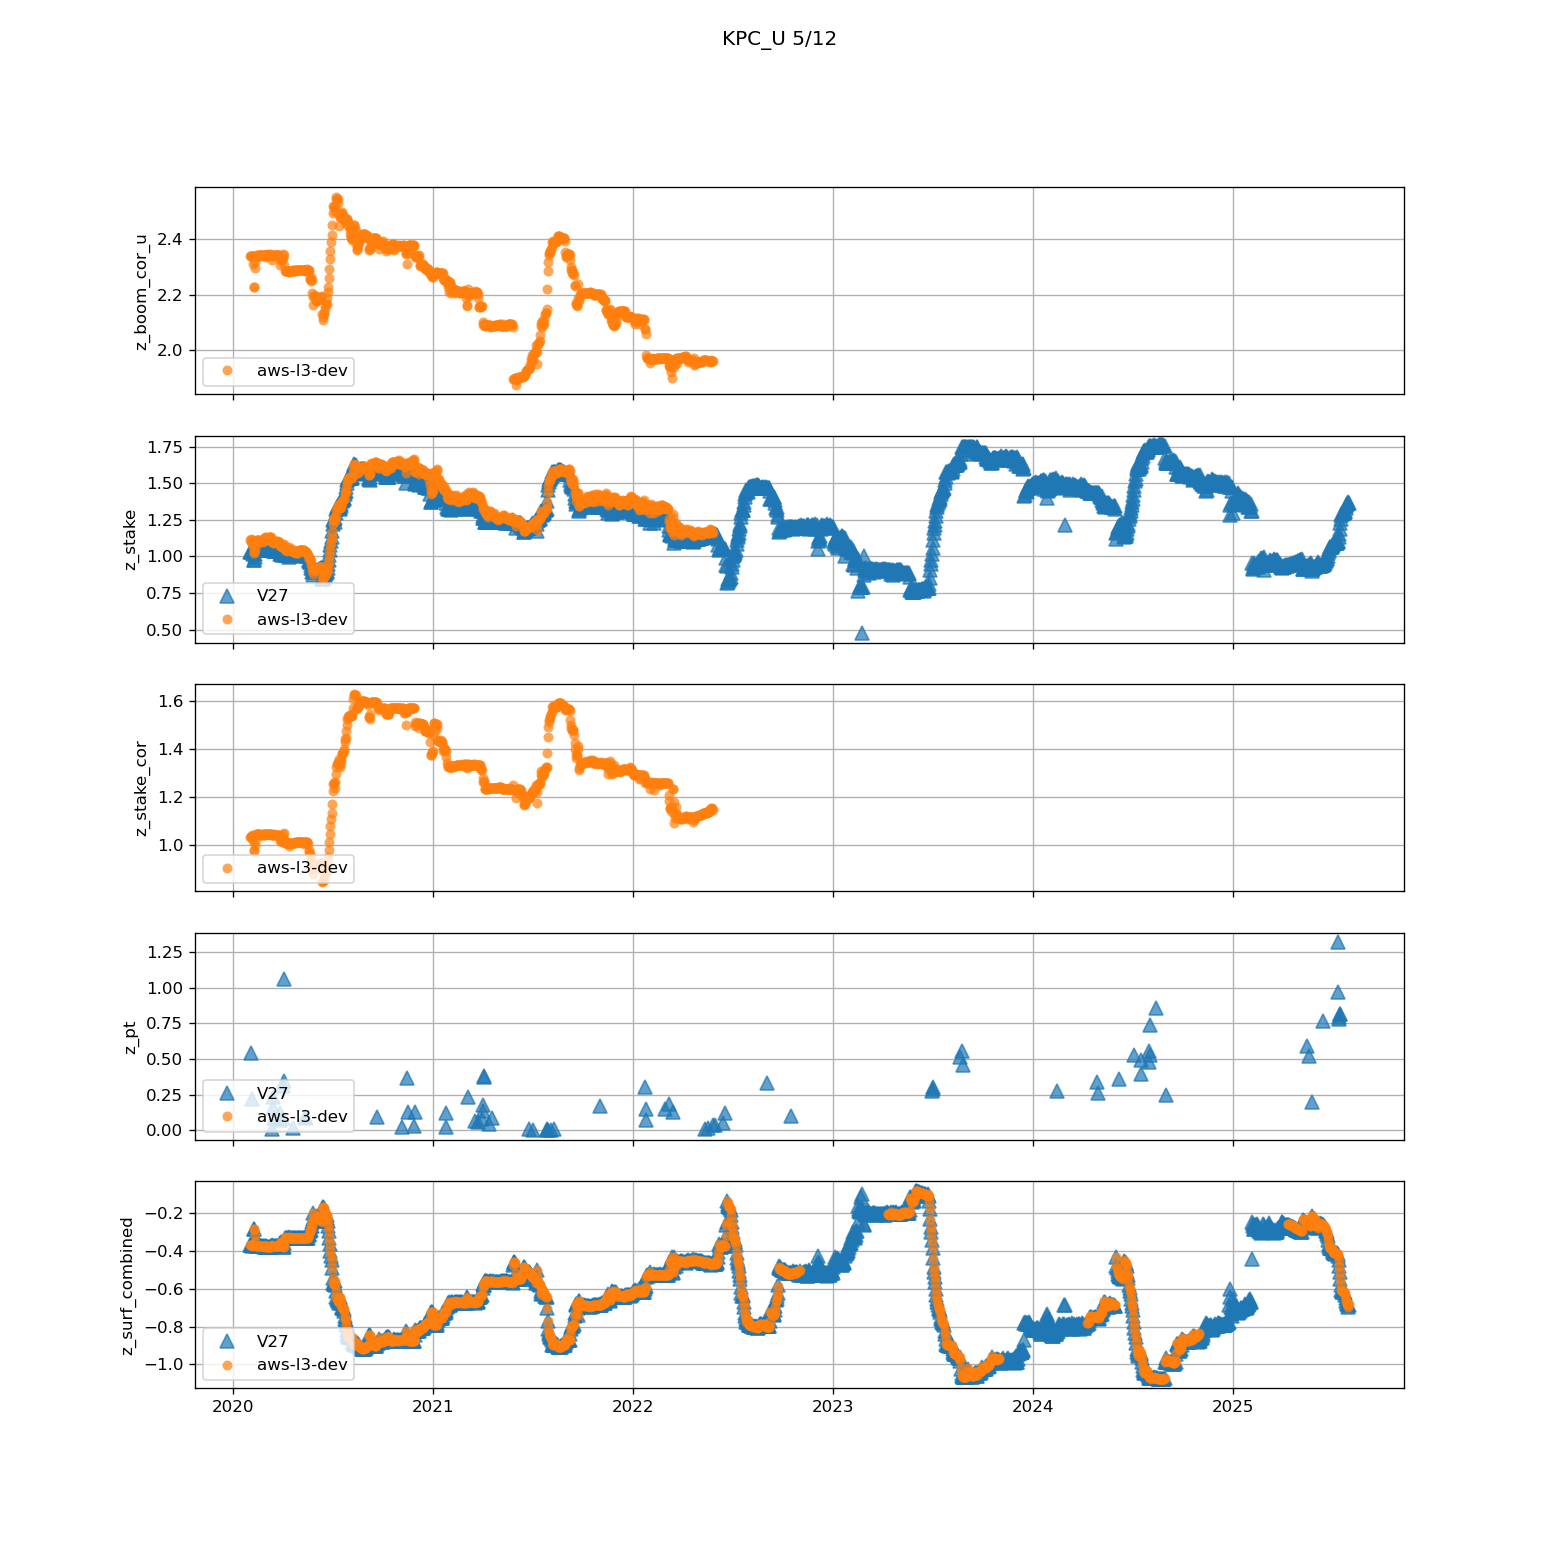 KPC_U 5/12
z_boom_cor_u
2.4
2.2
2.0
aws-l3-dev
z_stake
1.75
1.50
1.25
1.00
0.75
0.50
V27
aws-l3-dev
z_stake_cor
1.6
1.4
1.2
1.0
aws-l3-dev
z_pt
1.25
1.00
0.75
0.50
0.25
0.00
V27
aws-l3-dev
z_surf_combined
−0.2
−0.4
−0.6
−0.8
−1.0
V27
aws-l3-dev
2020 2021 2022 2023 2024 2025